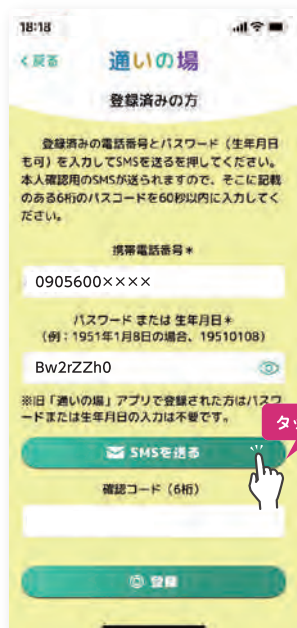 18:18
く戻る
通いの場
登録済みの方
登録済みの電話番号とパスワード（生年月日
も可）を入力してSMSを送るを押してください。
本人確認用のSMSが送られますので、そこに記載
のある6桁のパスコードを60秒以内に入力してく
ださい。
携帯電話番号*
0905600××××
パスワード または 生年月日*
（例：1951年1月8日の場合、19510108）
Bw2rZZh0
※旧「通いの場」アプリで登録された方はパスワ
ードまたは生年月日の入力は不要です。
タッ
SMSを送る
確認コード（6桁）
登録